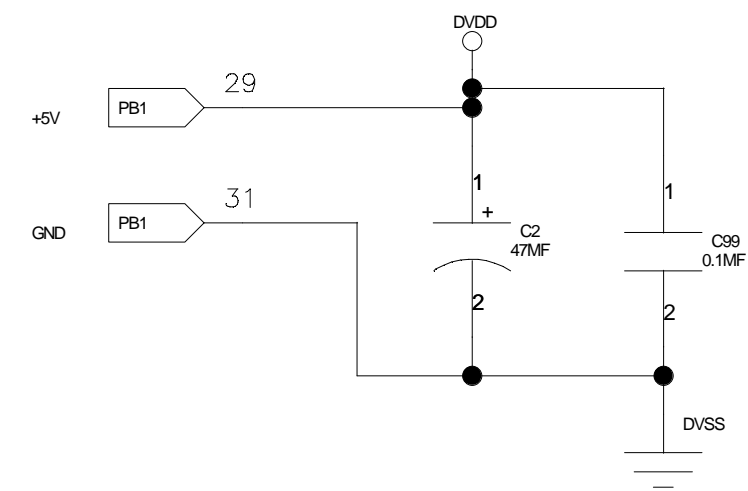 DVDD
29
+5V
PB1
1
1
31
GND
PB1
+
C2
47MF
C99
0.1MF
2
2
DVSS